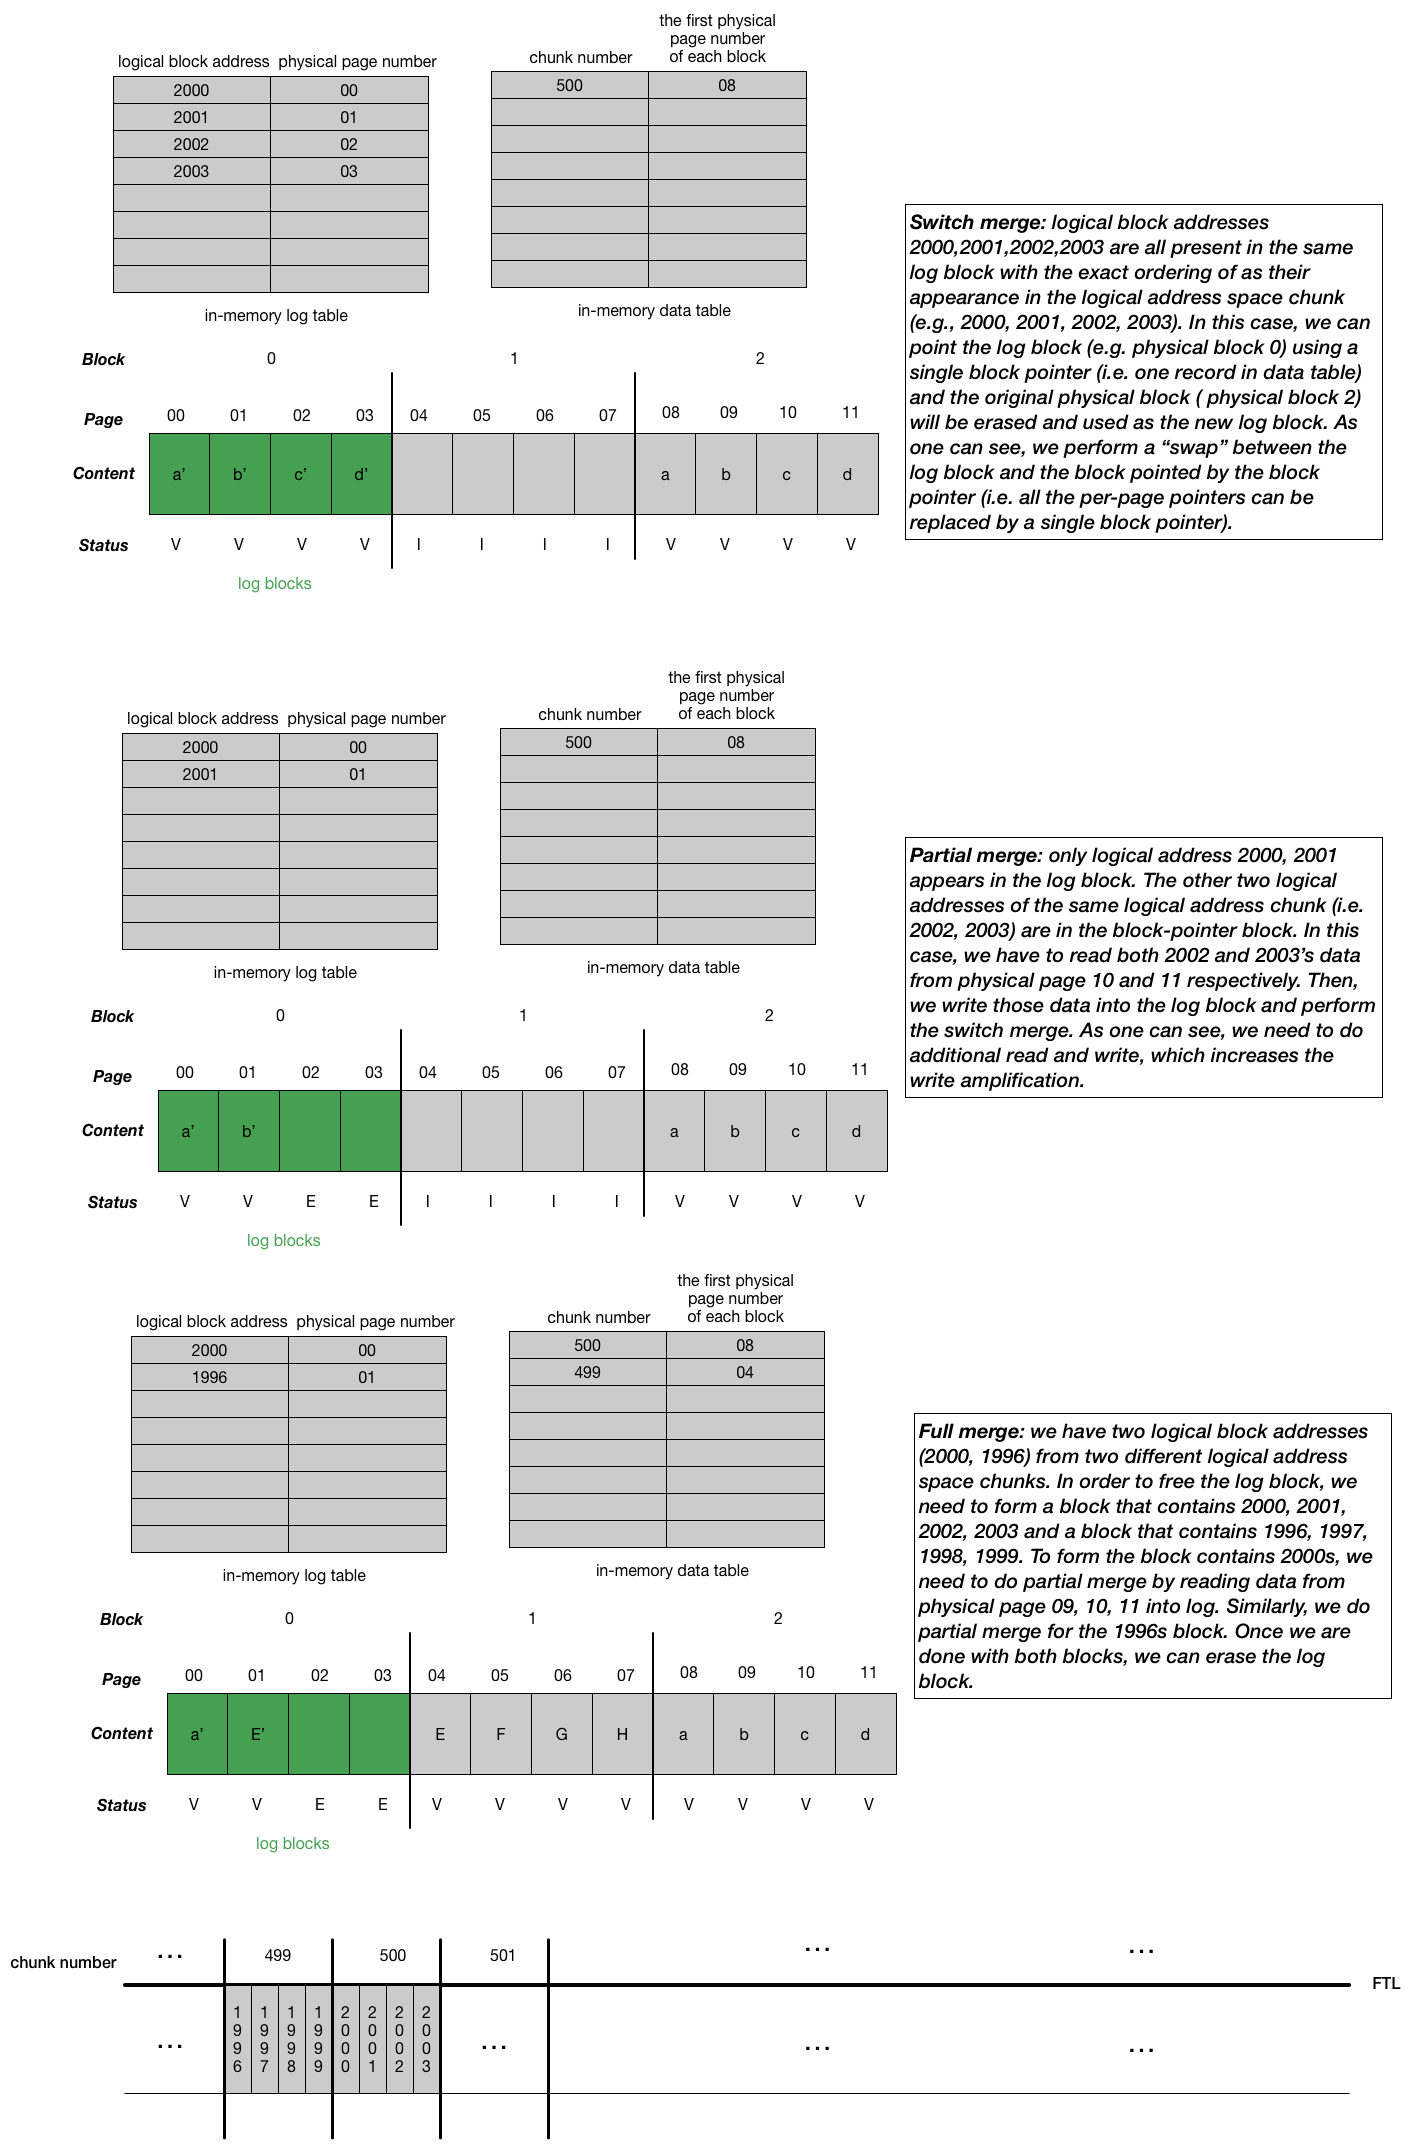 the first physical
page number
of each block
logical block address physical page number
chunk number
2000 00
2001 01
2002 02
2003 03
500 08
in-memory log table
in-memory data table
Switch merge: logical block addresses
2000,2001,2002,2003 are all present in the same
log block with the exact ordering of as their
appearance in the logical address space chunk
(e.g., 2000, 2001, 2002, 2003). In this case, we can
point the log block (e.g. physical block 0) using a
single block pointer (i.e. one record in data table)
and the original physical block ( physical block 2)
will be erased and used as the new log block. As
one can see, we perform a “swap” between the
log block and the block pointed by the block
pointer (i.e. all the per-page pointers can be
replaced by a single block pointer).
Block 0 1 2
Page 00 01 02 03 04 05 06 07 08 09 10 11
Content a’ b’ c’ d’ a b c d
Status V V V V I I I I V V V V
log blocks
the first physical
page number
of each block
logical block address physical page number
chunk number
2000 00
2001 01
500 08
in-memory log table
in-memory data table
Partial merge: only logical address 2000, 2001
appears in the log block. The other two logical
addresses of the same logical address chunk (i.e.
2002, 2003) are in the block-pointer block. In this
case, we have to read both 2002 and 2003’s data
from physical page 10 and 11 respectively. Then,
we write those data into the log block and perform
the switch merge. As one can see, we need to do
additional read and write, which increases the
write amplification.
Block 0 1 2
Page 00 01 02 03 04 05 06 07 08 09 10 11
Content a’ b’ a b c d
Status V V E E I I I I V V V V
log blocks
the first physical
page number
of each block
logical block address physical page number
chunk number
2000 00
1996 01
500 08
499 04
in-memory log table
in-memory data table
Full merge: we have two logical block addresses
(2000, 1996) from two different logical address
space chunks. In order to free the log block, we
need to form a block that contains 2000, 2001,
2002, 2003 and a block that contains 1996, 1997,
1998, 1999. To form the block contains 2000s, we
need to do partial merge by reading data from
physical page 09, 10, 11 into log. Similarly, we do
partial merge for the 1996s block. Once we are
done with both blocks, we can erase the log
block.
Block 0 1 2
Page 00 01 02 03 04 05 06 07 08 09 10 11
Content a’ E’ E F G H a b c d
Status V V E E V V V V V V V V
log blocks
chunk number ... 499 500 501 ... ...
FTL
... 1996 1997 1998 1999 2000 2001 2002 2003 ... ... ...